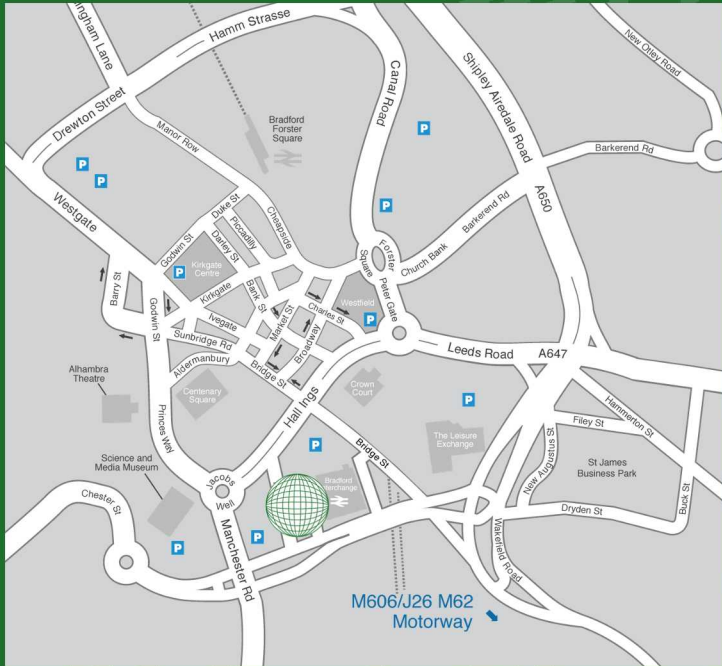 ingham Lane
Hamm Strasse
Drewton Street
Canal Road
Shipley Airedale Road
A650
New Otley Road
Manor Row
Bradford
Forster
Square
P
P
P
P
Barkerend Rd
Barkerend Rd
Westgate
Cheapside
Duke St
Piccadilly
Darley St
Godwin St
Kirkgate
Centre
P
Forster
Square
Church Bank
Peter Gate
Barry St
Godwin St
Kirkgate
Bank St
Ivegate
Market St
Charles St
Broadway
Westfield
P
Sunbridge Rd
Aldermanbury
Bridge St
Leeds Road
A647
Alhambra
Theatre
Centenary
Square
Hall Ings
Crown
Court
P
Hammerton St
Filey St
Princes Way
P
Bridge St
The Leisure
Exchange
New Augustus St
St James
Business Park
Buck St
Science and
Media Museum
Jacobs
Well
Bradford
Interchange
Chester St
Dryden St
P
P
Manchester Rd
Wakefield Road
M606/J26 M62
Motorway